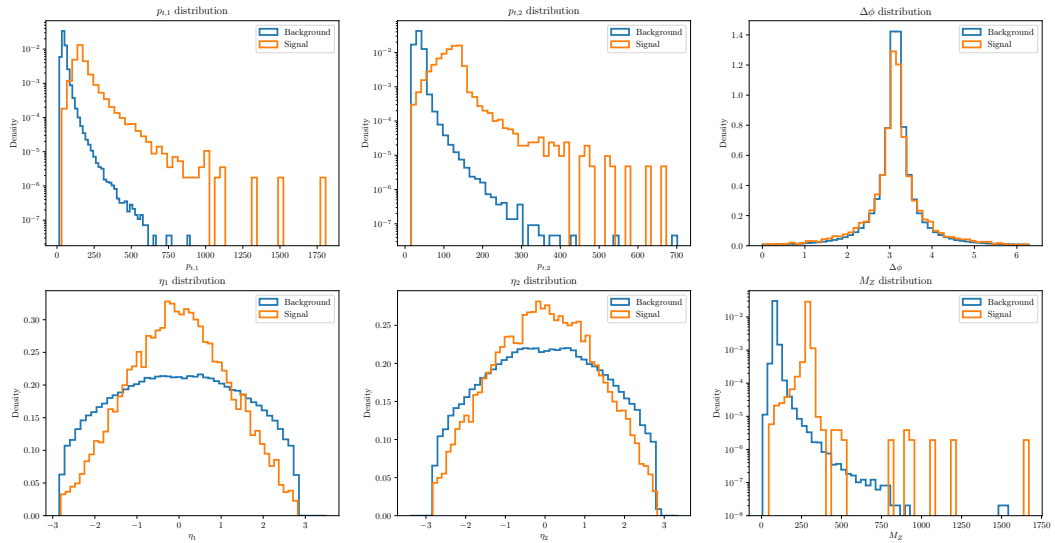 p_{t,1} distribution
Density
10^{-2}
10^{-3}
10^{-4}
10^{-5}
10^{-6}
10^{-7}
Background
Signal
0 250 500 750 1000 1250 1500 1750
p_{t,1}
p_{t,2} distribution
Density
10^{-2}
10^{-3}
10^{-4}
10^{-5}
10^{-6}
10^{-7}
Background
Signal
0 100 200 300 400 500 600 700
p_{t,2}
Δϕ distribution
Density
1.4
1.2
1.0
0.8
0.6
0.4
0.2
0.0
Background
Signal
0 1 2 3 4 5 6
Δϕ
η_1 distribution
Density
0.30
0.25
0.20
0.15
0.10
0.05
0.00
Background
Signal
−3 −2 −1 0 1 2 3
η_1
η_2 distribution
Density
0.25
0.20
0.15
0.10
0.05
0.00
Background
Signal
−3 −2 −1 0 1 2 3
η_2
M_Z distribution
Density
10^{-2}
10^{-3}
10^{-4}
10^{-5}
10^{-6}
10^{-7}
10^{-8}
Background
Signal
0 250 500 750 1000 1250 1500 1750
M_Z